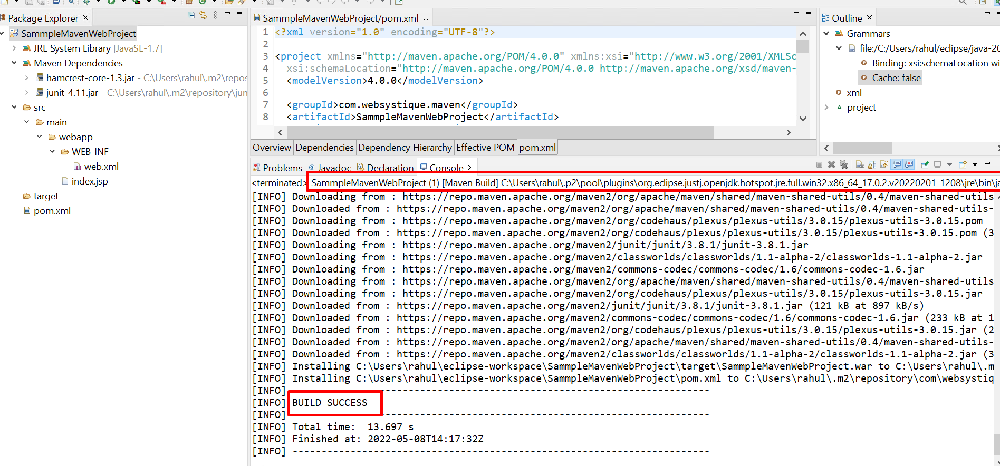 Package Explorer
SammpleMavenWebProject
JRE System Library [JavaSE-1.7]
Maven Dependencies
hamcrest-core-1.3.jar - C:\Users\rahul\.m2\repos
junit-4.11.jar - C:\Users\rahul\.m2\repository\jun
src
main
webapp
WEB-INF
web.xml
index.jsp
target
pom.xml
SammpleMavenWebProject/pom.xml
1 <?xml version="1.0" encoding="UTF-8"?>
2
3 <project xmlns="http://maven.apache.org/POM/4.0.0" xmlns:xsi="http://www.w3.org/2001/XMLSc
4 xsi:schemaLocation="http://maven.apache.org/POM/4.0.0 http://maven.apache.org/xsd/maven-
5 <modelVersion>4.0.0</modelVersion>
6
7 <groupId>com.websystique.maven</groupId>
8 <artifactId>SammpleMavenWebProject</artifactId>
Overview Dependencies Dependency Hierarchy Effective POM pom.xml
Outline
Grammars
file:/C:/Users/rahul/eclipse/java-20
Binding: xsi:schemaLocation wi
Cache: false
xml
project
Problems Javadoc Declaration Console
<terminated> SammpleMavenWebProject (1) [Maven Build] C:\Users\rahul\.p2\pool\plugins\org.eclipse.justj.openjdk.hotspot.jre.full.win32.x86_64_17.0.2.v20220201-1208\jre\bin\ja
[INFO] Downloading from : https://repo.maven.apache.org/maven2/org/apache/maven/shared/maven-shared-utils/0.4/maven-shared-utils
[INFO] Downloaded from : https://repo.maven.apache.org/maven2/org/apache/maven/shared/maven-shared-utils/0.4/maven-shared-utils-
[INFO] Downloading from : https://repo.maven.apache.org/maven2/org/codehaus/plexus/plexus-utils/3.0.15/plexus-utils-3.0.15.pom
[INFO] Downloaded from : https://repo.maven.apache.org/maven2/org/codehaus/plexus/plexus-utils/3.0.15/plexus-utils-3.0.15.pom (3
[INFO] Downloading from : https://repo.maven.apache.org/maven2/junit/junit/3.8.1/junit-3.8.1.jar
[INFO] Downloading from : https://repo.maven.apache.org/maven2/classworlds/classworlds/1.1-alpha-2/classworlds-1.1-alpha-2.jar
[INFO] Downloading from : https://repo.maven.apache.org/maven2/commons-codec/commons-codec/1.6/commons-codec-1.6.jar
[INFO] Downloading from : https://repo.maven.apache.org/maven2/org/apache/maven/shared/maven-shared-utils/0.4/maven-shared-utils
[INFO] Downloading from : https://repo.maven.apache.org/maven2/org/codehaus/plexus/plexus-utils/3.0.15/plexus-utils-3.0.15.jar
[INFO] Downloaded from : https://repo.maven.apache.org/maven2/junit/junit/3.8.1/junit-3.8.1.jar (121 kB at 897 kB/s)
[INFO] Downloaded from : https://repo.maven.apache.org/maven2/commons-codec/commons-codec/1.6/commons-codec-1.6.jar (233 kB at 1
[INFO] Downloaded from : https://repo.maven.apache.org/maven2/org/codehaus/plexus/plexus-utils/3.0.15/plexus-utils-3.0.15.jar (2
[INFO] Downloaded from : https://repo.maven.apache.org/maven2/org/apache/maven/shared/maven-shared-utils/0.4/maven-shared-utils-
[INFO] Downloaded from : https://repo.maven.apache.org/maven2/classworlds/classworlds/1.1-alpha-2/classworlds-1.1-alpha-2.jar (3
[INFO] Installing C:\Users\rahul\eclipse-workspace\SammpleMavenWebProject\target\SammpleMavenWebProject.war to C:\Users\rahul\.m
[INFO] Installing C:\Users\rahul\eclipse-workspace\SammpleMavenWebProject\pom.xml to C:\Users\rahul\.m2\repository\com\websystiq
[INFO] --------------------------------------------------------
[INFO] BUILD SUCCESS
[INFO] --------------------------------------------------------
[INFO] Total time:  13.697 s
[INFO] Finished at: 2022-05-08T14:17:32Z
[INFO] ------------------------------------------------------------------------